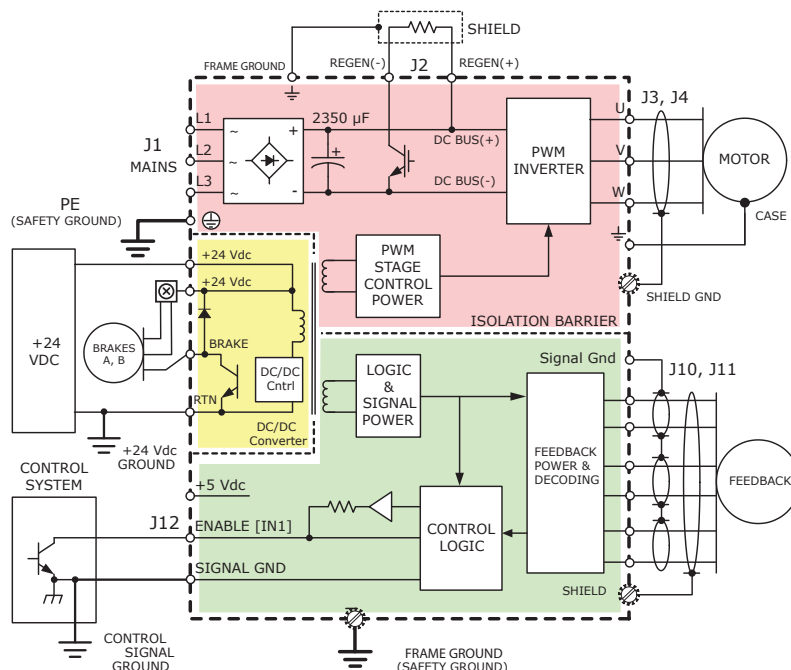 SHIELD
FRAME GROUND
REGEN(-)
J2
REGEN(+)
J1
MAINS
L1
L2
L3
~
~
~
+
-
2350 µF
+
DC BUS(+)
DC BUS(-)
PWM
INVERTER
U
V
W
J3, J4
MOTOR
CASE
PE
(SAFETY GROUND)
PWM
STAGE
CONTROL
POWER
SHIELD GND
ISOLATION BARRIER
+24
VDC
+24 Vdc
+24 Vdc
BRAKES
A, B
BRAKE
DC/DC
Cntrl
RTN
DC/DC
Converter
+24 Vdc
GROUND
LOGIC
&
SIGNAL
POWER
Signal Gnd
J10, J11
FEEDBACK
POWER &
DECODING
FEEDBACK
CONTROL
SYSTEM
+5 Vdc
J12
ENABLE [IN1]
CONTROL
LOGIC
SIGNAL GND
SHIELD
CONTROL
SIGNAL
GROUND
FRAME GROUND
(SAFETY GROUND)